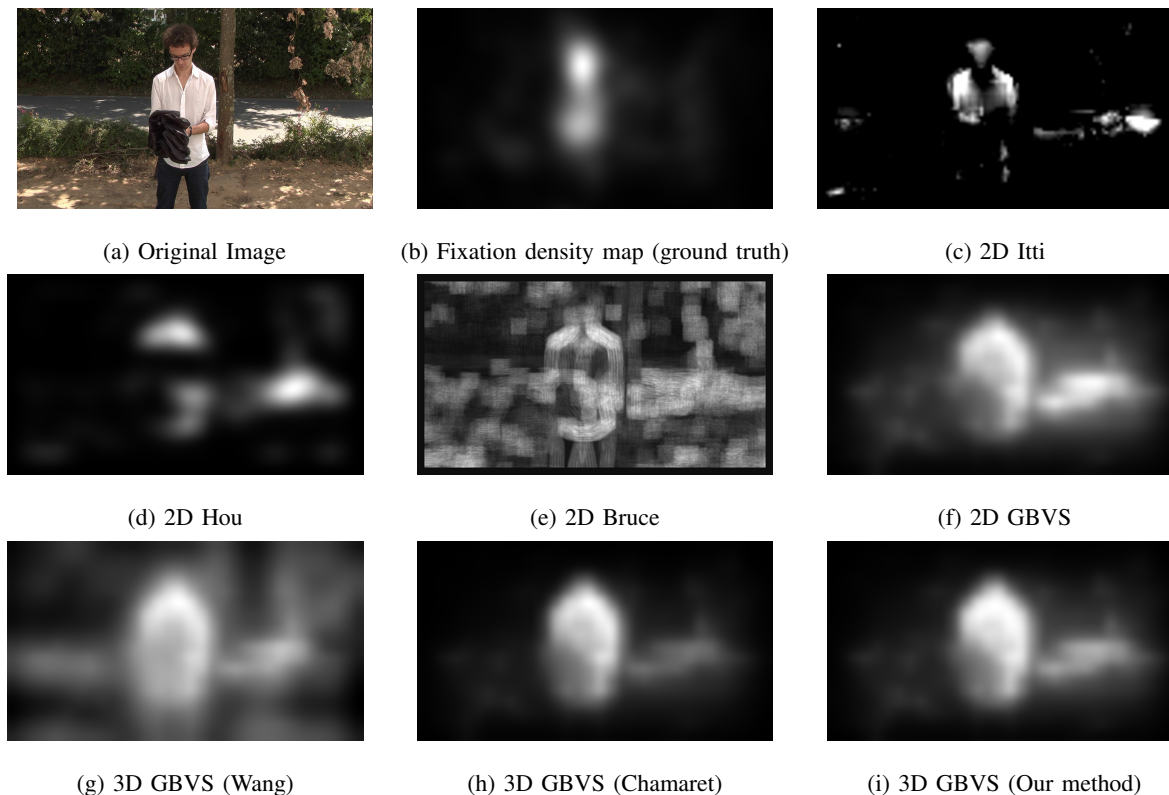 (a) Original Image
(b) Fixation density map (ground truth)
(c) 2D Itti
(d) 2D Hou
(e) 2D Bruce
(f) 2D GBVS
(g) 3D GBVS (Wang)
(h) 3D GBVS (Chamaret)
(i) 3D GBVS (Our method)